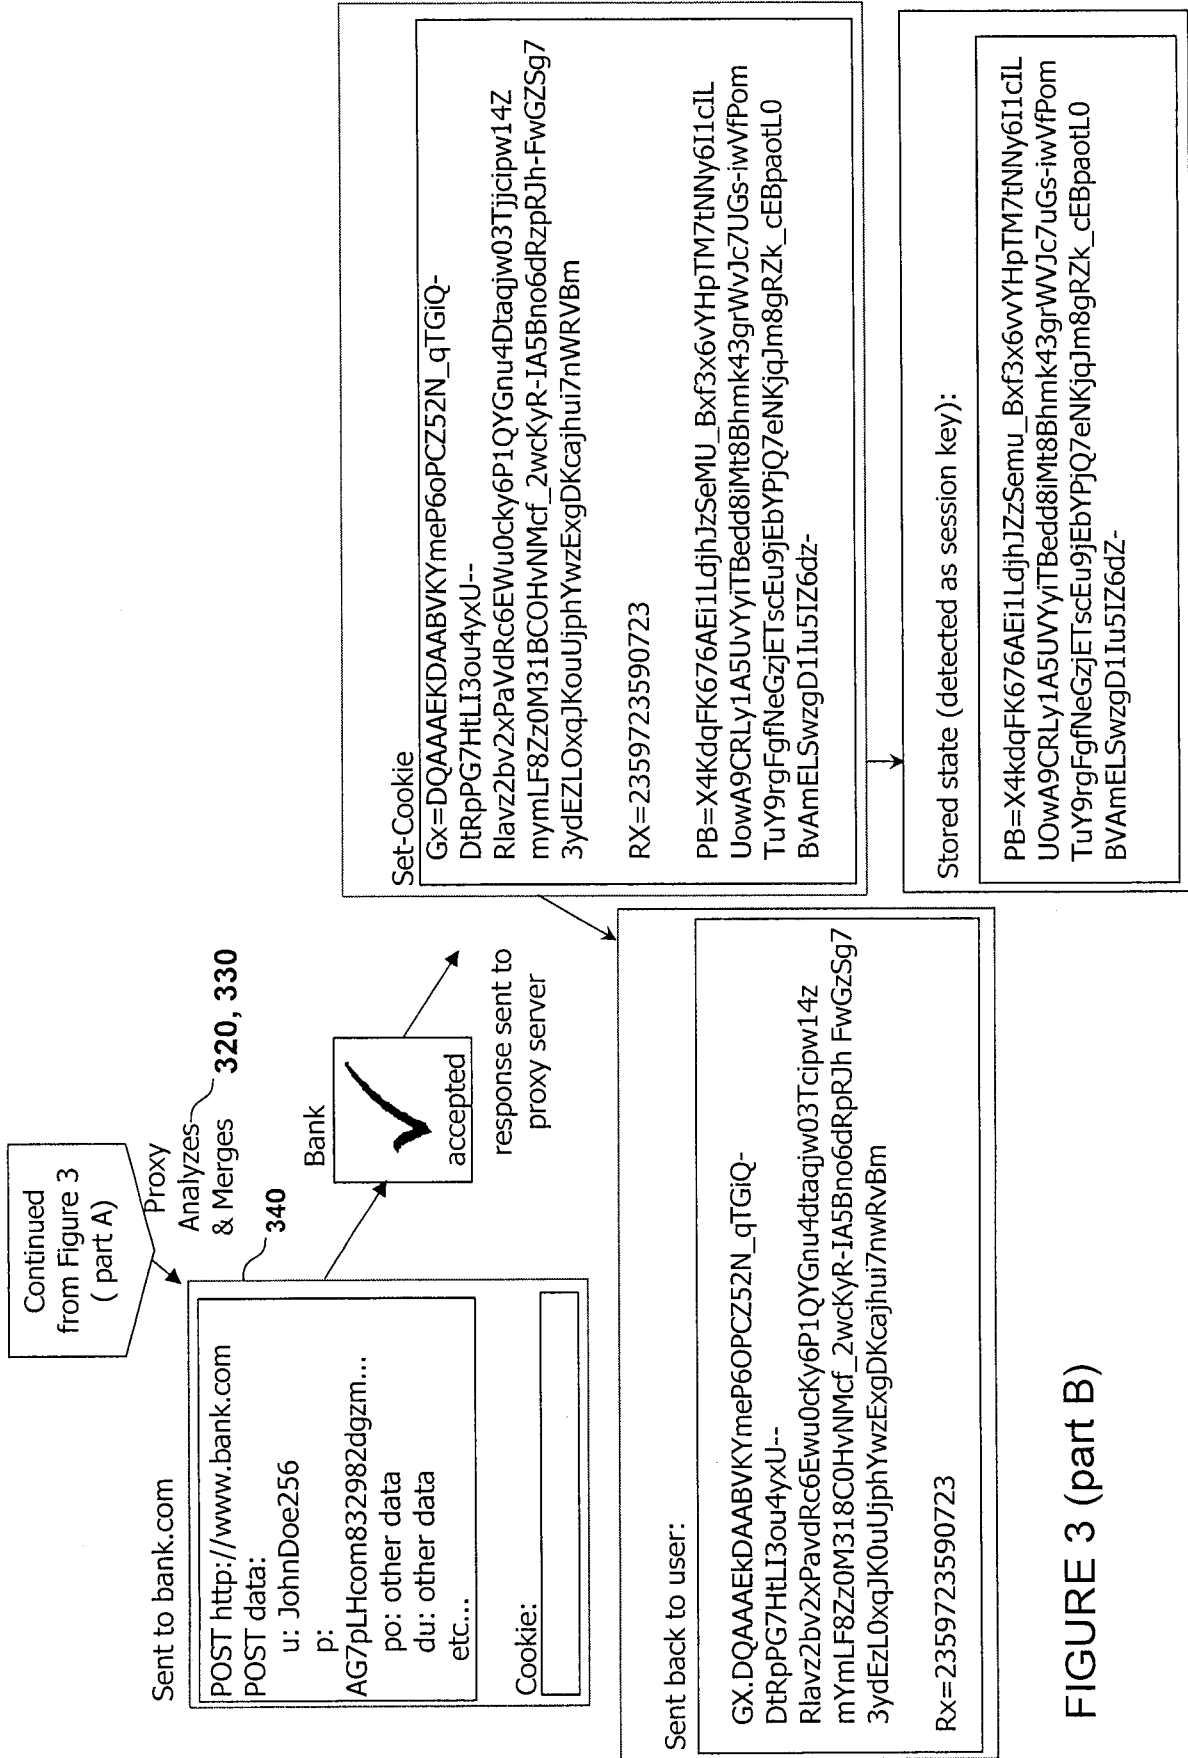 Continued
from Figure 3
( part A)
Proxy
Analyzes
& Merges
320, 330
Sent to bank.com
340
POST http://www.bank.com
POST data:
u: JohnDoe256
p:
AG7pLHcom832982dgzm...
po: other data
du: other data
etc...
Cookie:
Bank
accepted
response sent to
proxy server
Set-Cookie
Gx=DQAAAEKDAABVKYmeP6oPCZ52N_qTGiQ-
DtRpPG7HtLI3ou4yxU--
Rlavz2bv2xPaVdRc6EWu0cky6P1QYGnu4Dtaqjw03Tjjcipw14Z
mymLF8Zz0M31BCOHvNMcf_2wcKyR-IA5Bno6dRzpRJh-FwGZSg7
3ydEZLOxqJKouUjphYwzExgDKcajhui7nWRVBm
RX=2359723590723
PB=X4KdqFK676AEi1LdjhJzSeMU_Bxf3x6vYHpTM7tNNy6I1cIL
UowA9CRLy1A5UvYyiTBedd8iMt8Bhmk43grWvJc7UGs-iwVfPom
TuY9rgFgfNeGzjETscEu9jEbYPjQ7eNKjqJm8gRZk_cEBpaotL0
BvAmELSwzgD1Iu5IZ6dz-
Sent back to user:
GX.DQAAAEkDAABVKYmeP6OPCZ52N_qTGiQ-
DtRpPG7HtLI3ou4yxU--
Rlavz2bv2xPavdRc6Ewu0cKy6P1QYGnu4dtaqjw03Tcipw14z
mYmLF8Zz0M318C0HvNMcf_2wcKyR-IA5Bno6dRpRJh FwGzSg7
3ydEzL0xqJK0uUjphYwzExgDKcajhui7nwRvBm
Rx=2359723590723
Stored state (detected as session key):
PB=X4kdqFK676AEi1LdjhJZzSemu_Bxf3x6vvYHpTM7tNNy6I1cIL
UOwA9CRLy1A5UVYyiTBedd8iMt8Bhmk43grWVJc7uGs-iwVfPom
TuY9rgFgfNeGzjETscEu9jEbYPjQ7eNKjqJm8gRZk_cEBpaotL0
BVAmELSwzgD1Iu5IZ6dZ-
FIGURE 3 (part B)